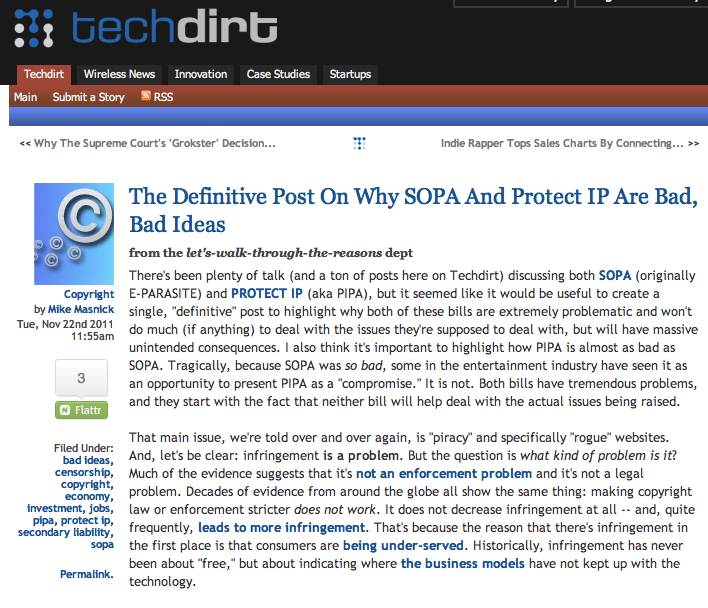 techdirt
Techdirt Wireless News Innovation Case Studies Startups
Main Submit a Story RSS
<< Why The Supreme Court's 'Grokster' Decision...
Indie Rapper Tops Sales Charts By Connecting... >>
The Definitive Post On Why SOPA And Protect IP Are Bad,
Bad Ideas
from the let's-walk-through-the-reasons dept
Copyright
by Mike Masnick
Tue, Nov 22nd 2011
11:55am
3
Flattr
Filed Under:
bad ideas,
censorship,
copyright,
economy,
investment, jobs,
pipa, protect ip,
secondary liability,
sopa
Permalink.
There's been plenty of talk (and a ton of posts here on Techdirt) discussing both SOPA (originally
E-PARASITE) and PROTECT IP (aka PIPA), but it seemed like it would be useful to create a
single, "definitive" post to highlight why both of these bills are extremely problematic and won't
do much (if anything) to deal with the issues they're supposed to deal with, but will have massive
unintended consequences. I also think it's important to highlight how PIPA is almost as bad as
SOPA. Tragically, because SOPA was so bad, some in the entertainment industry have seen it as
an opportunity to present PIPA as a "compromise." It is not. Both bills have tremendous problems,
and they start with the fact that neither bill will help deal with the actual issues being raised.
That main issue, we're told over and over again, is "piracy" and specifically "rogue" websites.
And, let's be clear: infringement is a problem. But the question is what kind of problem is it?
Much of the evidence suggests that it's not an enforcement problem and it's not a legal
problem. Decades of evidence from around the globe all show the same thing: making copyright
law or enforcement stricter does not work. It does not decrease infringement at all -- and, quite
frequently, leads to more infringement. That's because the reason that there's infringement in
the first place is that consumers are being under-served. Historically, infringement has never
been about "free," but about indicating where the business models have not kept up with the
technology.